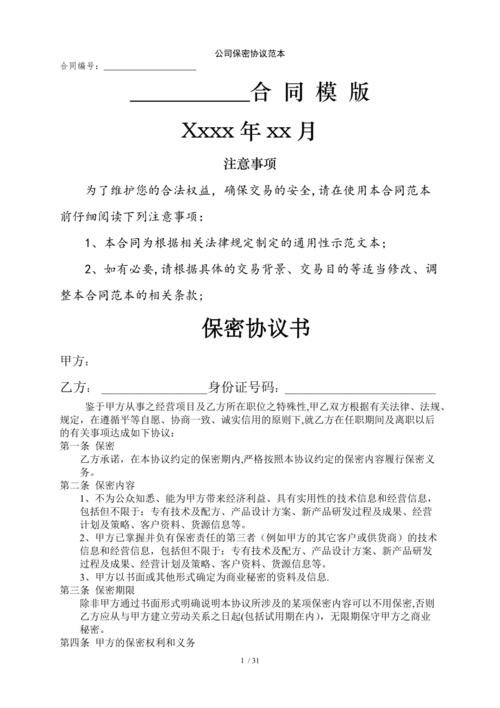 公司保密协议范本
合同编号：
合 同 模 版
Xxxx 年 xx 月
注意事项
为了维护您的合法权益，确保交易的安全,请在使用本合同范本
前仔细阅读下列注意事项：
1、本合同为根据相关法律规定制定的通用性示范文本；
2、如有必要,请根据具体的交易背景、交易目的等适当修改、调
整本合同范本的相关条款;
保密协议书
甲方：
乙方： 身份证号码：
鉴于甲方从事之经营项目及乙方所在职位之特殊性,甲乙双方根据有关法律、法规、
规定，在遵循平等自愿、协商一致、诚实信用的原则下,就乙方在任职期间及离职以后
的有关事项达成如下协议：
第一条 保密
乙方承诺，在本协议约定的保密期内,严格按照本协议约定的保密内容履行保密义
务。
第二条 保密内容
1、不为公众知悉、能为甲方带来经济利益、具有实用性的技术信息和经营信息，
包括但不限于：专有技术及配方、产品设计方案、新产品研发过程及成果、经营
计划及策略、客户资料、货源信息等。
2、甲方已掌握并负有保密责任的第三者（例如甲方的其它客户或供货商）的技术
信息和经营信息，包括但不限于：专有技术及配方、产品设计方案、新产品研发
过程及成果、经营计划及策略、客户资料、货源信息等。
3、甲方以书面或其他形式确定为商业秘密的资料及信息.
第三条 保密期限
除非甲方通过书面形式明确说明本协议所涉及的某项保密内容可以不用保密,否则
乙方应从与甲方建立劳动关系之日起(包括试用期在内），无限期保守甲方之商业
秘密。
第四条 甲方的保密权利和义务
1 / 31